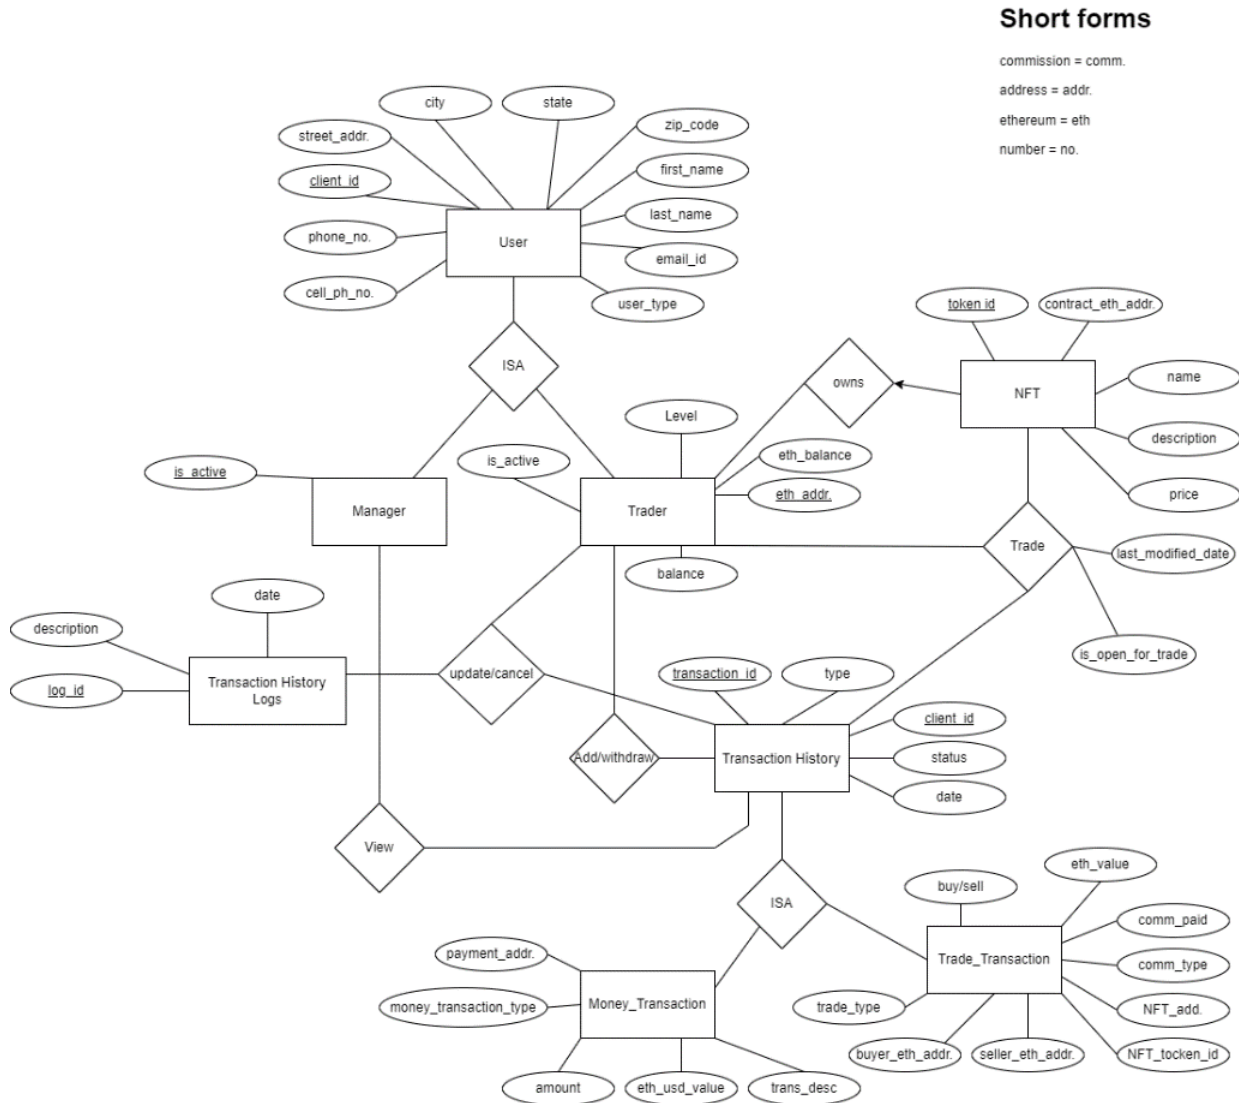 Short forms
commission = comm.
address = addr.
ethereum = eth
number = no.
city
state
street_addr.
zip_code
client_id
first_name
last_name
phone_no.
User
email_id
cell_ph_no.
user_type
token id
contract_eth_addr.
ISA
owns
NFT
name
Level
description
is_active
is_active
eth_balance
eth_addr.
price
Manager
Trader
Trade
last_modified_date
balance
date
description
is_open_for_trade
log_id
Transaction History
Logs
update/cancel
transaction_id
type
client_id
Add/withdraw
Transaction History
status
date
View
eth_value
buy/sell
ISA
comm_paid
payment_addr.
Trade_Transaction
comm_type
money_transaction_type
Money_Transaction
trade_type
NFT_add.
buyer_eth_addr.
seller_eth_addr.
NFT_tocken_id
amount
eth_usd_value
trans_desc